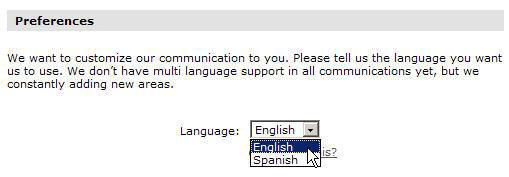 Preferences
We want to customize our communication to you. Please tell us the language you want
us to use. We don't have multi language support in all communications yet, but we
constantly adding new areas.
Language: English
English
Spanish is?